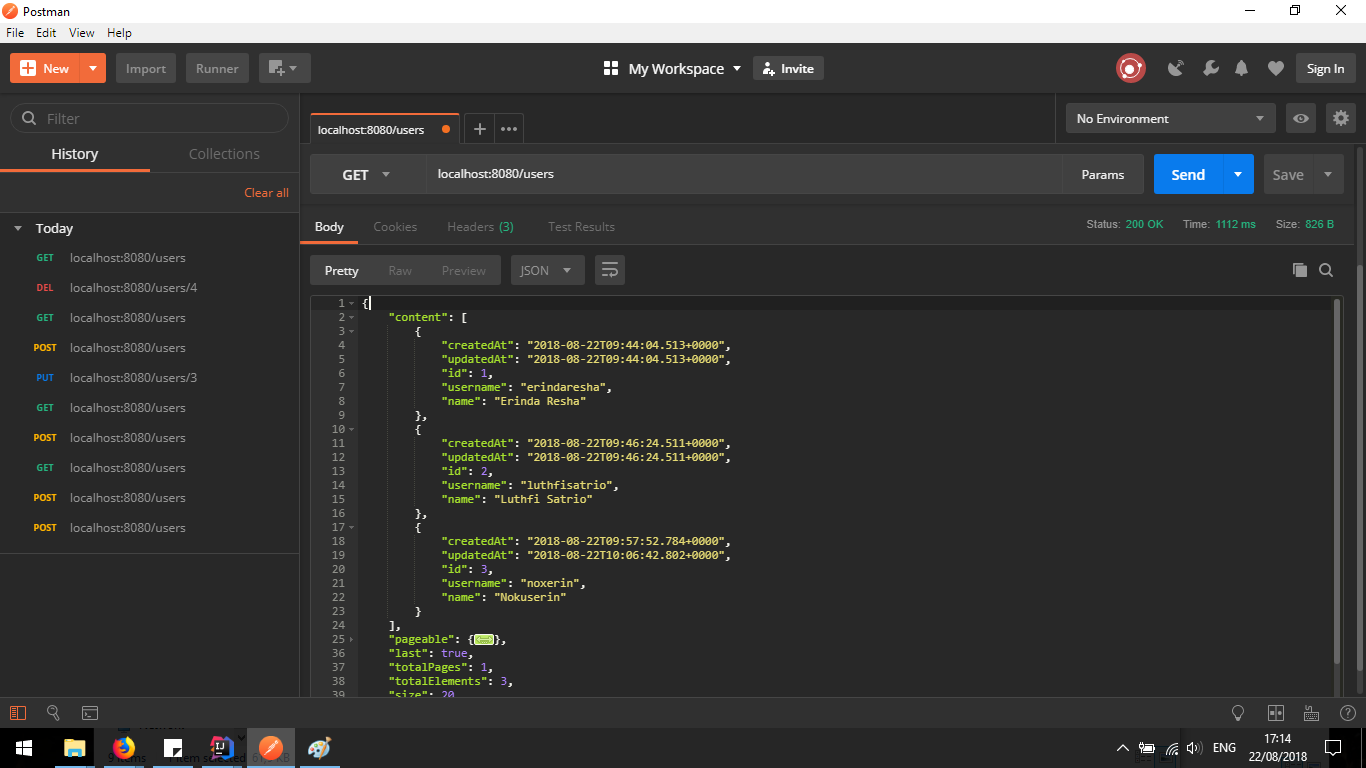 Postman
File Edit View Help
New Import Runner My Workspace Invite Sign In
Filter
History Collections
Clear all
Today
GET localhost:8080/users
DEL localhost:8080/users/4
GET localhost:8080/users
POST localhost:8080/users
PUT localhost:8080/users/3
GET localhost:8080/users
POST localhost:8080/users
GET localhost:8080/users
POST localhost:8080/users
POST localhost:8080/users
localhost:8080/users No Environment
GET localhost:8080/users Params Send Save
Body Cookies Headers (3) Test Results Status: 200 OK Time: 1112 ms Size: 826 B
Pretty Raw Preview JSON
1 {
2 "content": [
3 {
4 "createdAt": "2018-08-22T09:44:04.513+0000",
5 "updatedAt": "2018-08-22T09:44:04.513+0000",
6 "id": 1,
7 "username": "erindaresha",
8 "name": "Erinda Resha"
9 },
10 {
11 "createdAt": "2018-08-22T09:46:24.511+0000",
12 "updatedAt": "2018-08-22T09:46:24.511+0000",
13 "id": 2,
14 "username": "luthfisatrio",
15 "name": "Luthfi Satrio"
16 },
17 {
18 "createdAt": "2018-08-22T09:57:52.784+0000",
19 "updatedAt": "2018-08-22T10:06:42.802+0000",
20 "id": 3,
21 "username": "noxerin",
22 "name": "Nokuserin"
23 }
24 ],
25 "pageable": {},
36 "last": true,
37 "totalPages": 1,
38 "totalElements": 3,
39 "size": 20
ENG 17:14
22/08/2018